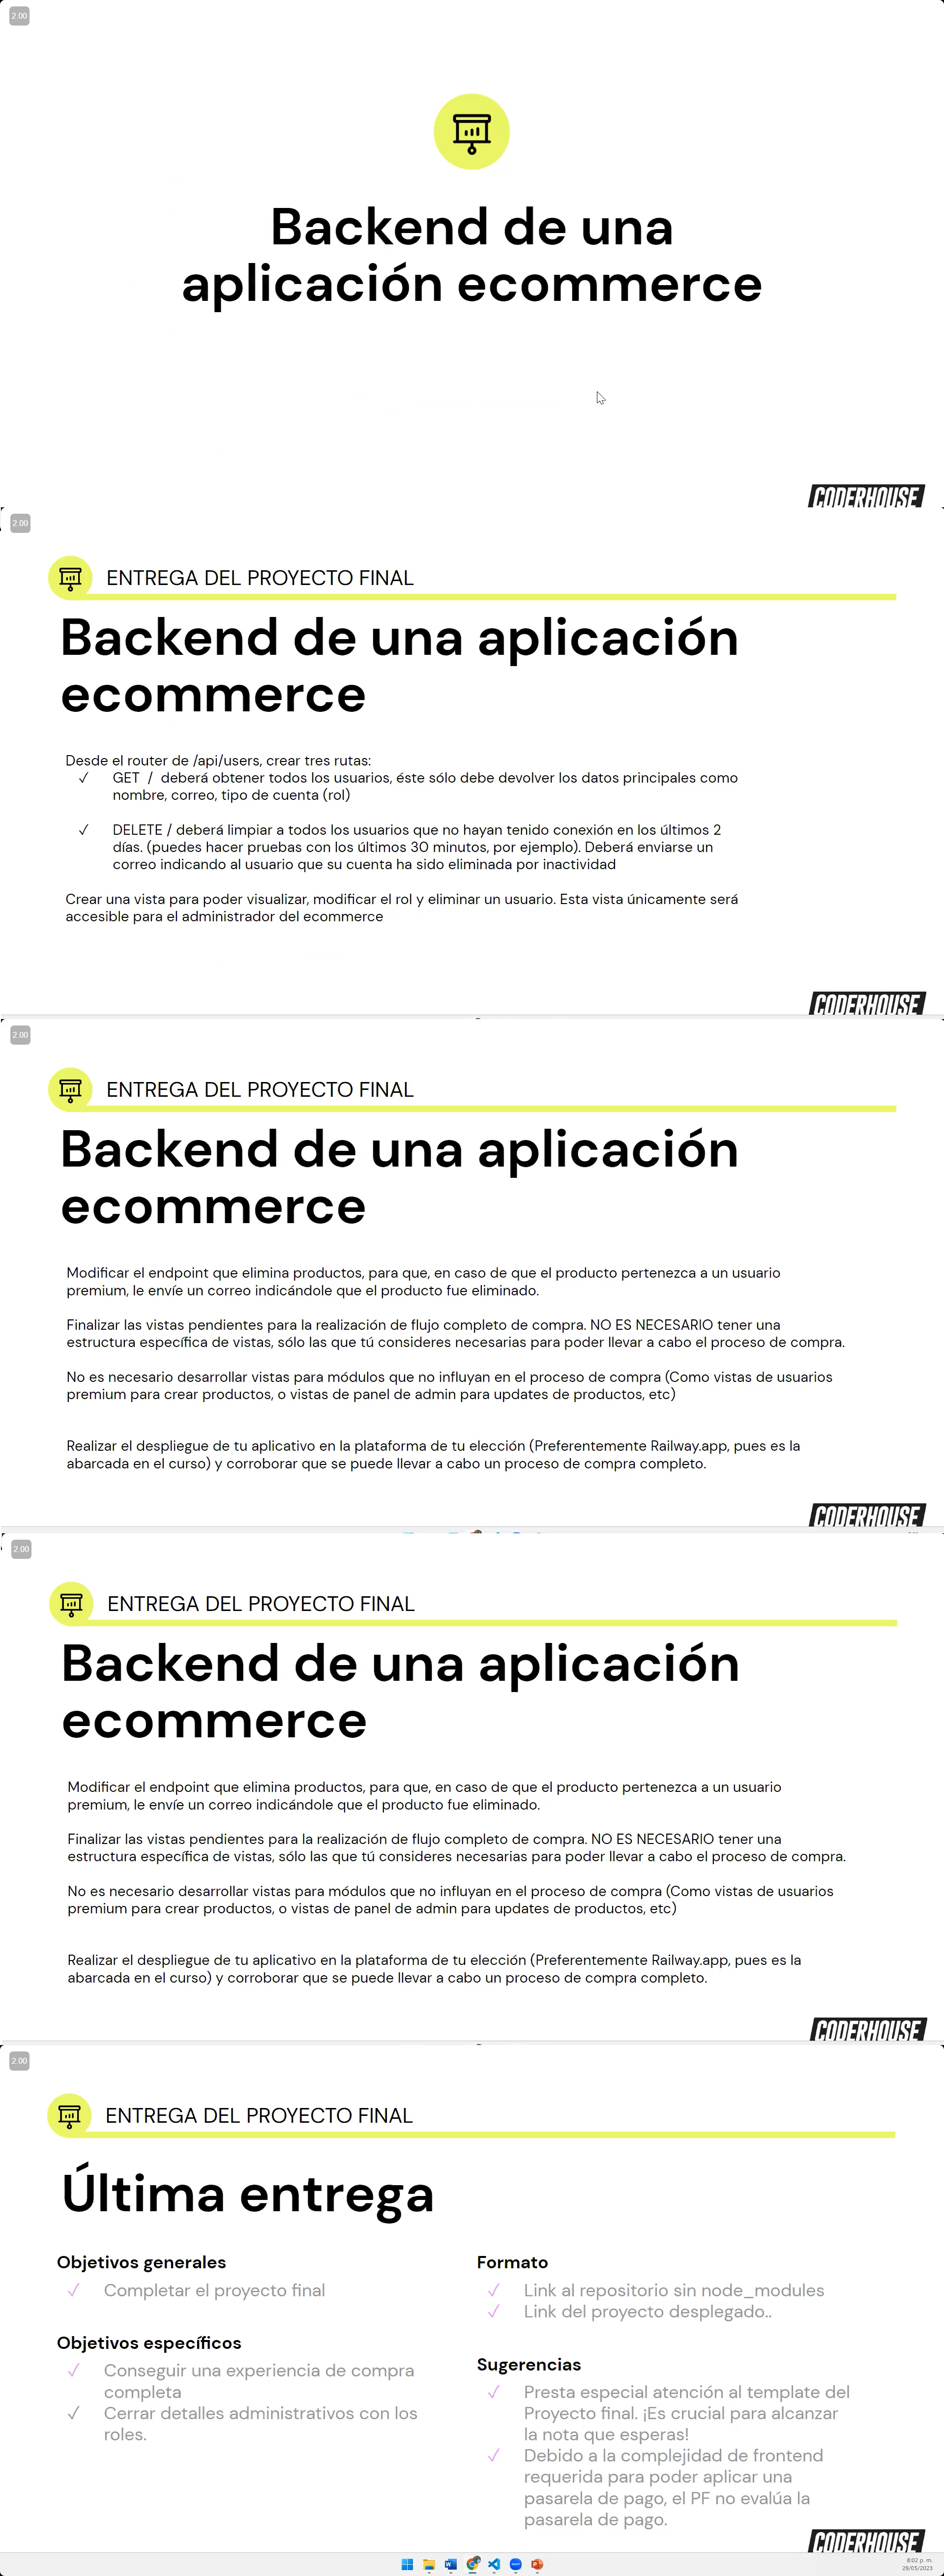 2.00
Backend de una
aplicación ecommerce
CODERHOUSE
2.00
ENTREGA DEL PROYECTO FINAL
Backend de una aplicación
ecommerce
Desde el router de /api/users, crear tres rutas:
✓ GET / deberá obtener todos los usuarios, éste sólo debe devolver los datos principales como
nombre, correo, tipo de cuenta (rol)
✓ DELETE / deberá limpiar a todos los usuarios que no hayan tenido conexión en los últimos 2
días. (puedes hacer pruebas con los últimos 30 minutos, por ejemplo). Deberá enviarse un
correo indicando al usuario que su cuenta ha sido eliminada por inactividad
Crear una vista para poder visualizar, modificar el rol y eliminar un usuario. Esta vista únicamente será
accesible para el administrador del ecommerce
CODERHOUSE
2.00
ENTREGA DEL PROYECTO FINAL
Backend de una aplicación
ecommerce
Modificar el endpoint que elimina productos, para que, en caso de que el producto pertenezca a un usuario
premium, le envíe un correo indicándole que el producto fue eliminado.
Finalizar las vistas pendientes para la realización de flujo completo de compra. NO ES NECESARIO tener una
estructura específica de vistas, sólo las que tú consideres necesarias para poder llevar a cabo el proceso de compra.
No es necesario desarrollar vistas para módulos que no influyan en el proceso de compra (Como vistas de usuarios
premium para crear productos, o vistas de panel de admin para updates de productos, etc)
Realizar el despliegue de tu aplicativo en la plataforma de tu elección (Preferentemente Railway.app, pues es la
abarcada en el curso) y corroborar que se puede llevar a cabo un proceso de compra completo.
CODERHOUSE
2.00
ENTREGA DEL PROYECTO FINAL
Backend de una aplicación
ecommerce
Modificar el endpoint que elimina productos, para que, en caso de que el producto pertenezca a un usuario
premium, le envíe un correo indicándole que el producto fue eliminado.
Finalizar las vistas pendientes para la realización de flujo completo de compra. NO ES NECESARIO tener una
estructura específica de vistas, sólo las que tú consideres necesarias para poder llevar a cabo el proceso de compra.
No es necesario desarrollar vistas para módulos que no influyan en el proceso de compra (Como vistas de usuarios
premium para crear productos, o vistas de panel de admin para updates de productos, etc)
Realizar el despliegue de tu aplicativo en la plataforma de tu elección (Preferentemente Railway.app, pues es la
abarcada en el curso) y corroborar que se puede llevar a cabo un proceso de compra completo.
CODERHOUSE
2.00
ENTREGA DEL PROYECTO FINAL
Última entrega
Objetivos generales
✓ Completar el proyecto final
Objetivos específicos
✓ Conseguir una experiencia de compra
completa
✓ Cerrar detalles administrativos con los
roles.
Formato
✓ Link al repositorio sin node_modules
✓ Link del proyecto desplegado..
Sugerencias
✓ Presta especial atención al template del
Proyecto final. ¡Es crucial para alcanzar
la nota que esperas!
✓ Debido a la complejidad de frontend
requerida para poder aplicar una
pasarela de pago, el PF no evalúa la
pasarela de pago.
CODERHOUSE
8:02 p. m.
29/05/2023